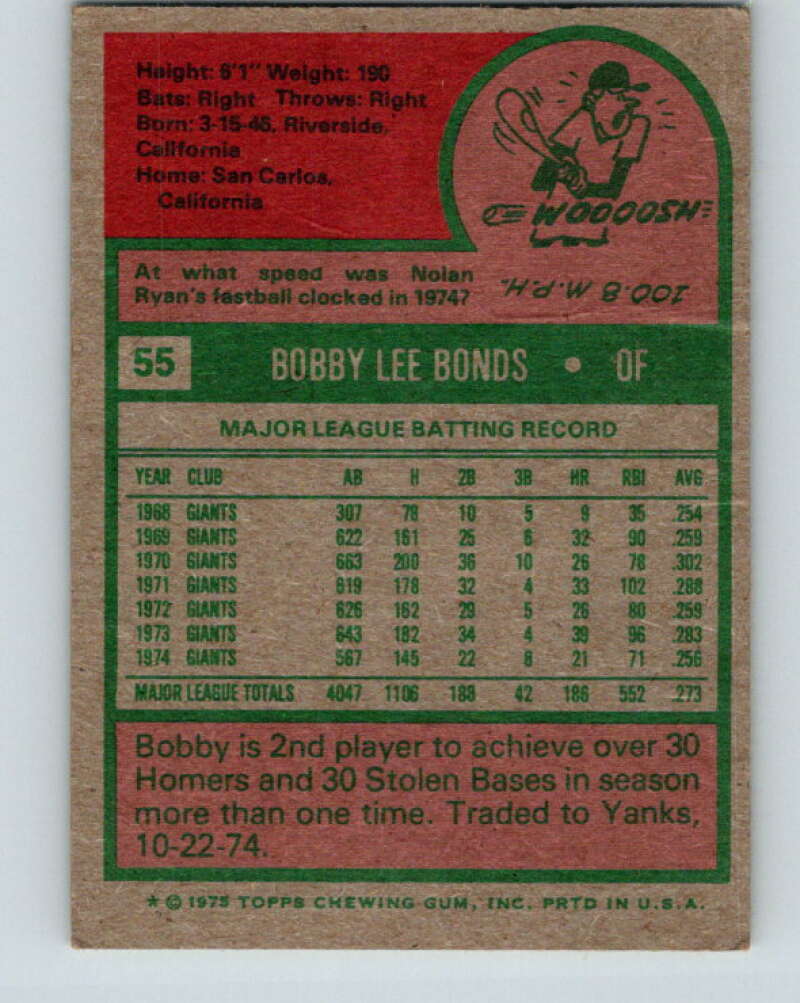 Height: 6'1" Weight: 190
Bats: Right Throws: Right
Born: 3-15-46, Riverside,
California
Home: San Carlos,
California
WOOOOSH
At what speed was Nolan
Ryan's fastball clocked in 1974?
100.8 M.P.H.
55 BOBBY LEE BONDS • OF
MAJOR LEAGUE BATTING RECORD
YEAR CLUB AB H 2B 3B HR RBI AVG
1968 GIANTS 307 78 10 5 9 35 .254
1969 GIANTS 622 161 25 6 32 90 .259
1970 GIANTS 663 200 36 10 26 78 .302
1971 GIANTS 619 178 32 4 33 102 .288
1972 GIANTS 626 162 29 5 26 80 .259
1973 GIANTS 643 182 34 4 39 96 .283
1974 GIANTS 567 145 22 8 21 71 .256
MAJOR LEAGUE TOTALS 4047 1106 188 42 186 552 .273
Bobby is 2nd player to achieve over 30
Homers and 30 Stolen Bases in season
more than one time. Traded to Yanks,
10-22-74.
* © 1975 TOPPS CHEWING GUM, INC. PRTD IN U.S.A.